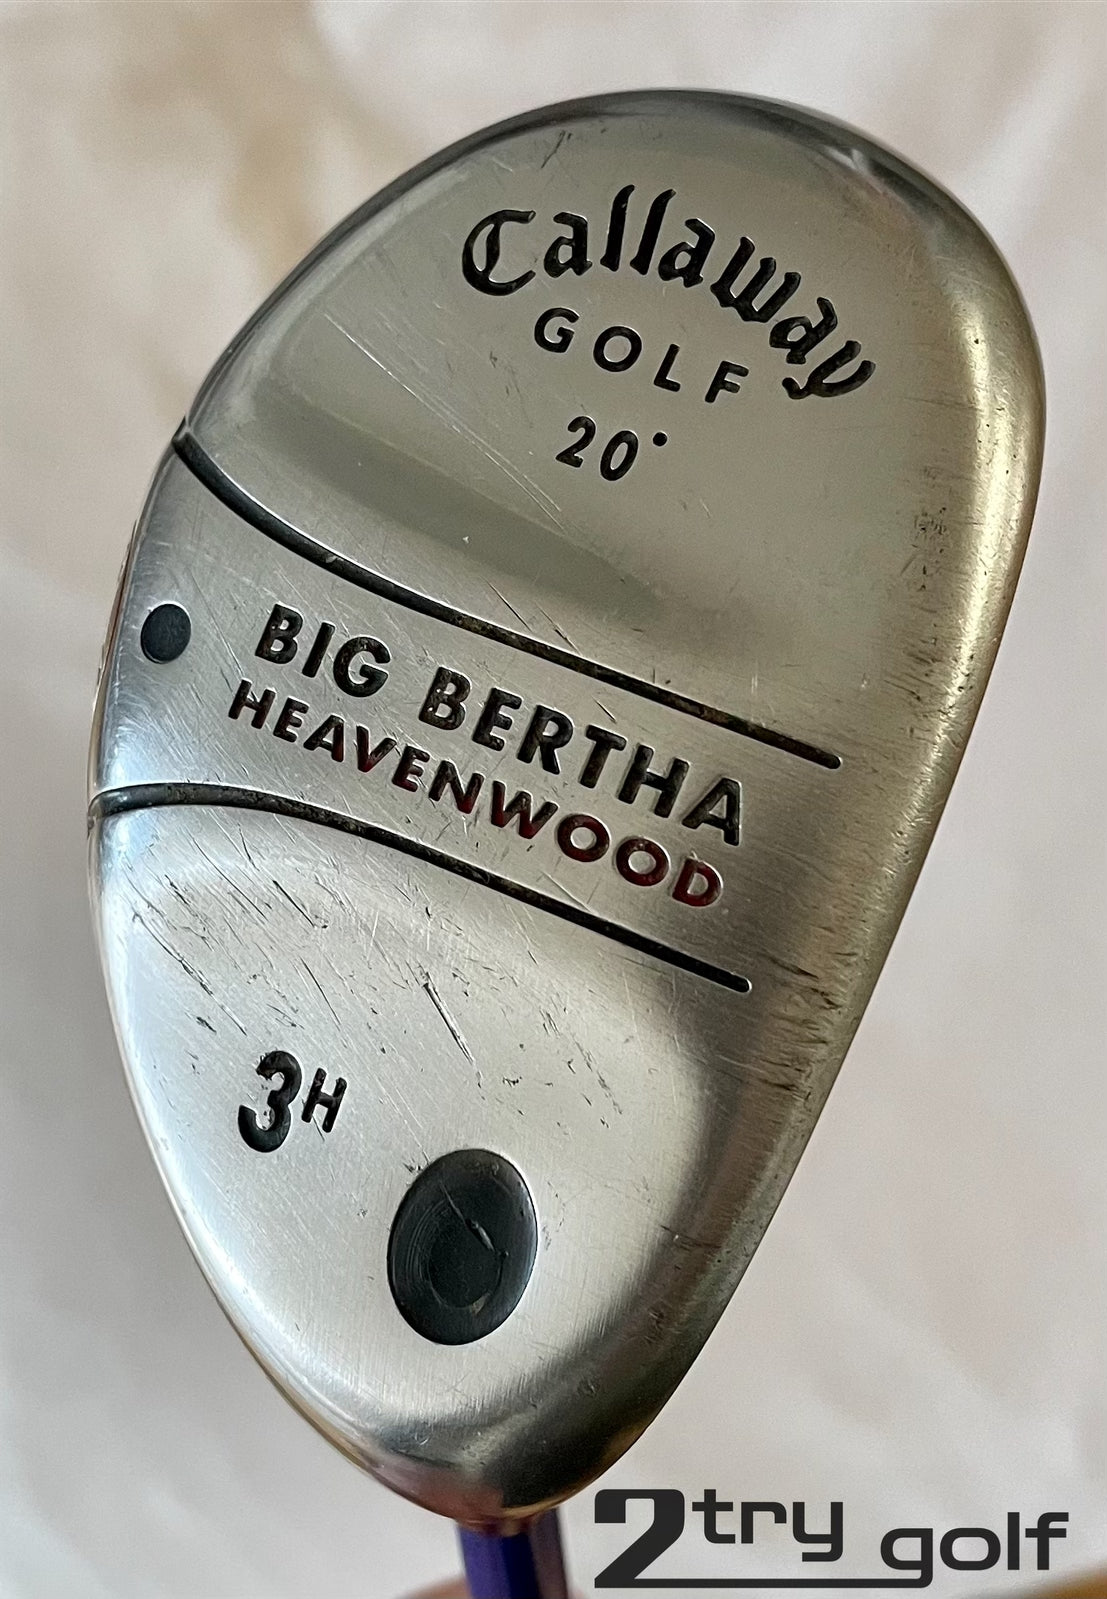 Callaway
GOLF
20°
BIG BERTHA
HEAVENWOOD
3H
2try golf